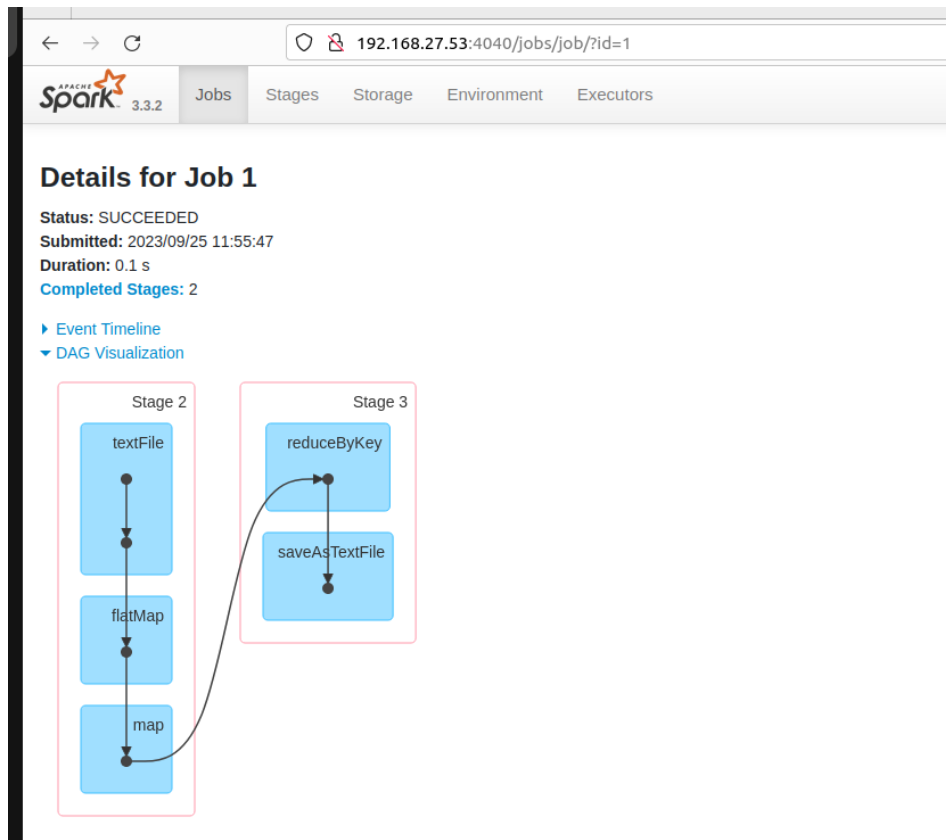 192.168.27.53:4040/jobs/job/?id=1
APACHE
Spark™ 3.3.2 Jobs Stages Storage Environment Executors
Details for Job 1
Status: SUCCEEDED
Submitted: 2023/09/25 11:55:47
Duration: 0.1 s
Completed Stages: 2
Event Timeline
DAG Visualization
Stage 2
textFile
flatMap
map
Stage 3
reduceByKey
saveAsTextFile